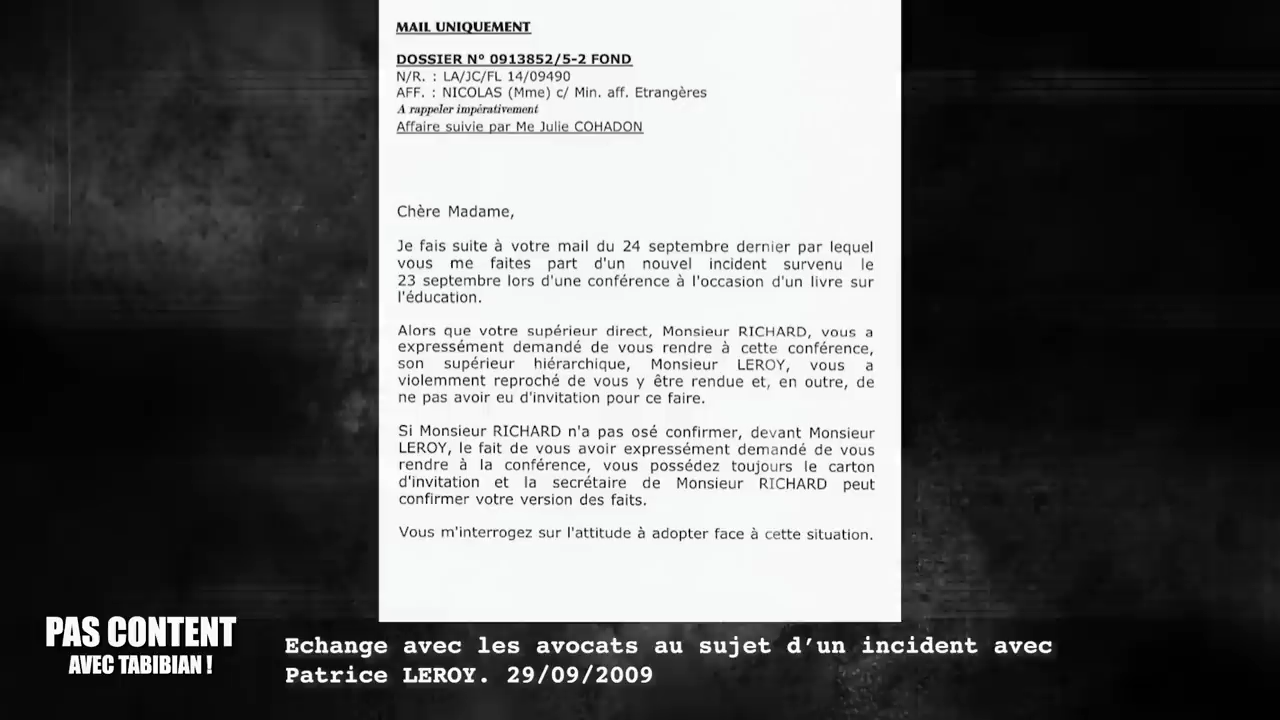 MAIL UNIQUEMENT
DOSSIER N° 0913852/5-2 FOND
N/R. : LA/JC/FL 14/09490
AFF. : NICOLAS (Mme) c/ Min. aff. Etrangères
A rappeler impérativement
Affaire suivie par Me Julie COHADON
Chère Madame,
Je fais suite à votre mail du 24 septembre dernier par lequel
vous me faites part d'un nouvel incident survenu le
23 septembre lors d'une conférence à l'occasion d'un livre sur
l'éducation.
Alors que votre supérieur direct, Monsieur RICHARD, vous a
expressément demandé de vous rendre à cette conférence,
son supérieur hiérarchique, Monsieur LEROY, vous a
violemment reproché de vous y être rendue et, en outre, de
ne pas avoir eu d'invitation pour ce faire.
Si Monsieur RICHARD n'a pas osé confirmer, devant Monsieur
LEROY, le fait de vous avoir expressément demandé de vous
rendre à la conférence, vous possédez toujours le carton
d'invitation et la secrétaire de Monsieur RICHARD peut
confirmer votre version des faits.
Vous m'interrogez sur l'attitude à adopter face à cette situation.
PAS CONTENT
AVEC TABIBIAN !
Echange avec les avocats au sujet d’un incident avec
Patrice LEROY. 29/09/2009